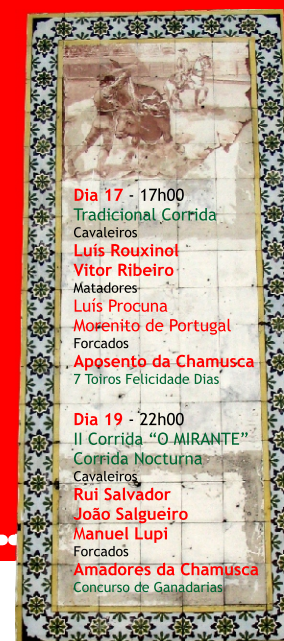 Dia 17 - 17h00
Tradicional Corrida
Cavaleiros
Luís Rouxinol
Vitor Ribeiro
Matadores
Luís Procuna
Morenito de Portugal
Forcados
Aposento da Chamusca
7 Toiros Felicidade Dias
Dia 19 - 22h00
II Corrida “O MIRANTE”
Corrida Nocturna
Cavaleiros
Rui Salvador
João Salgueiro
Manuel Lupi
Forcados
Amadores da Chamusca
Concurso de Ganadarias